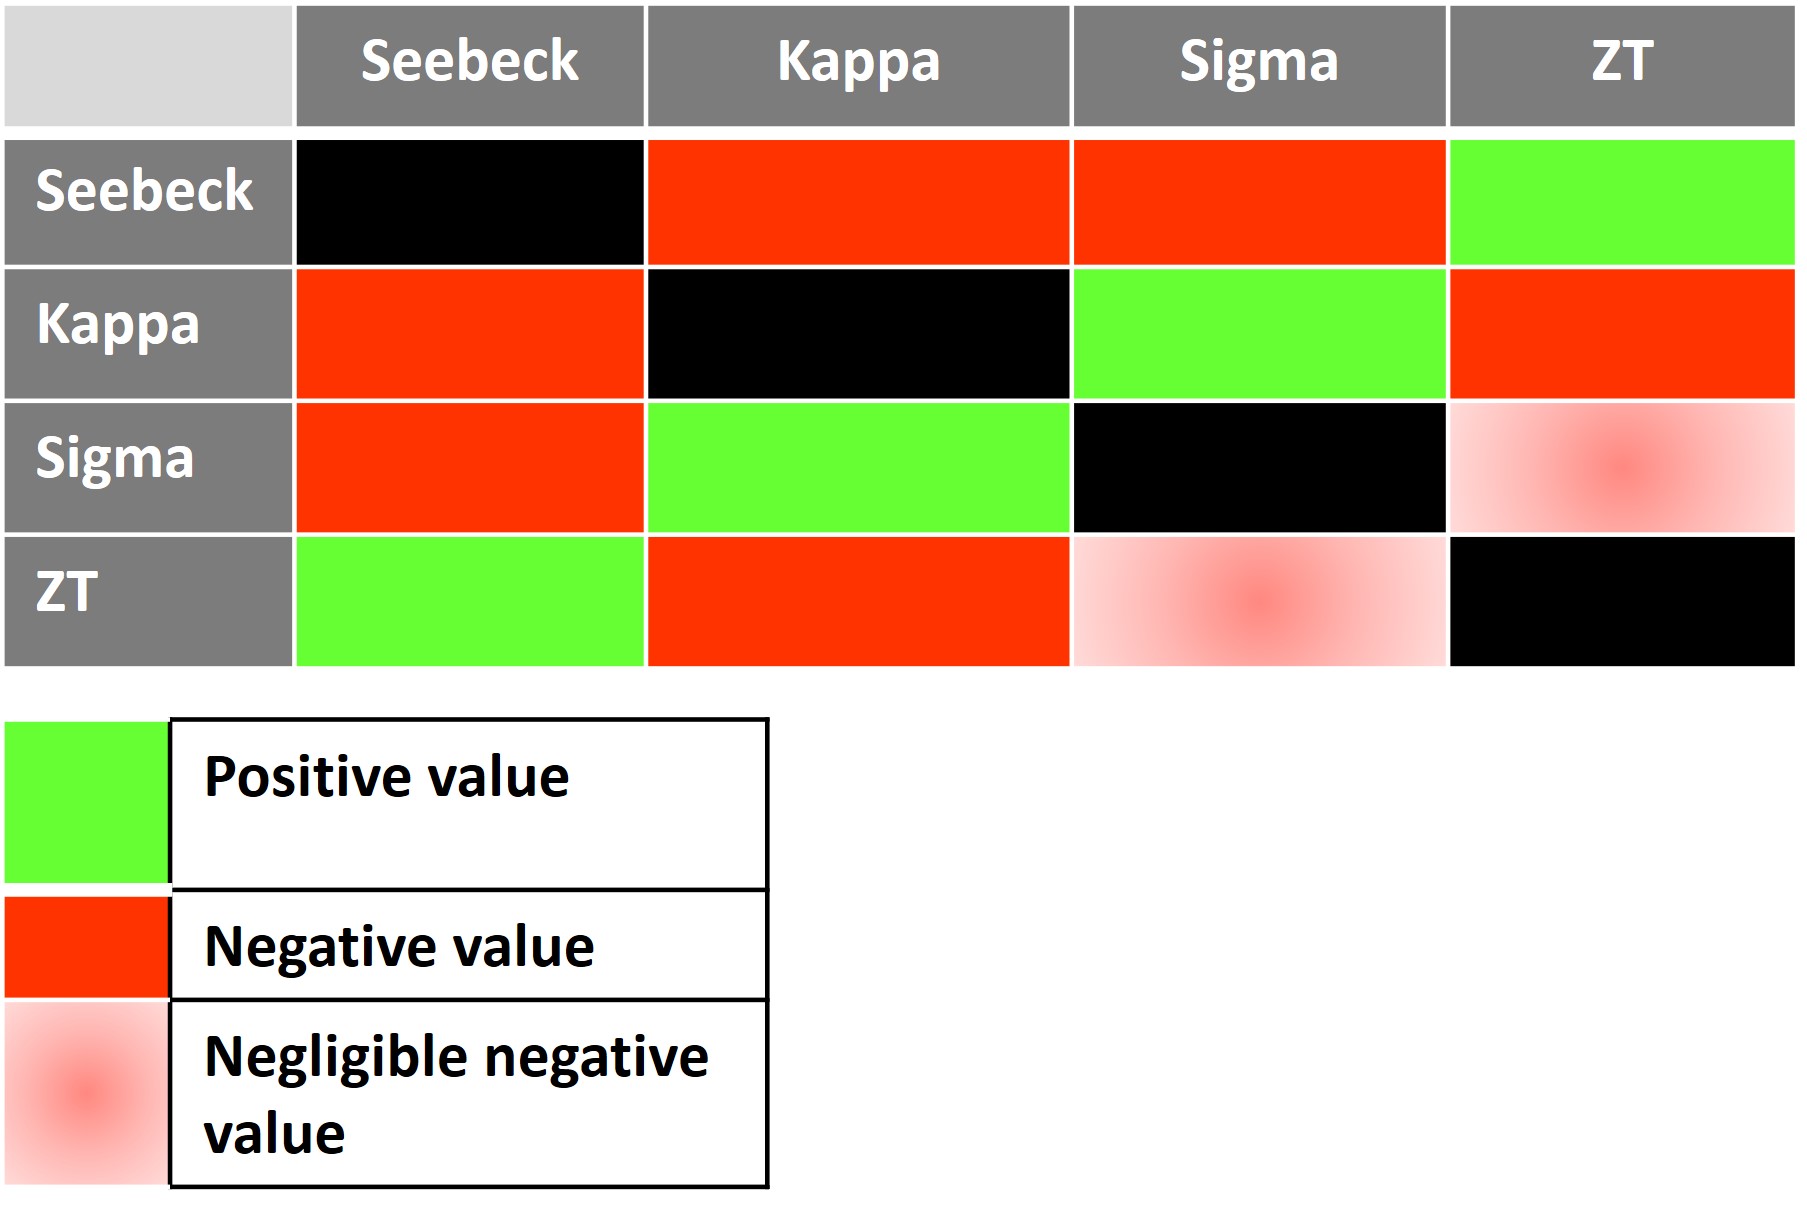 Seebeck Kappa Sigma ZT
Seebeck
Kappa
Sigma
ZT
Positive value
Negative value
Negligible negative
value